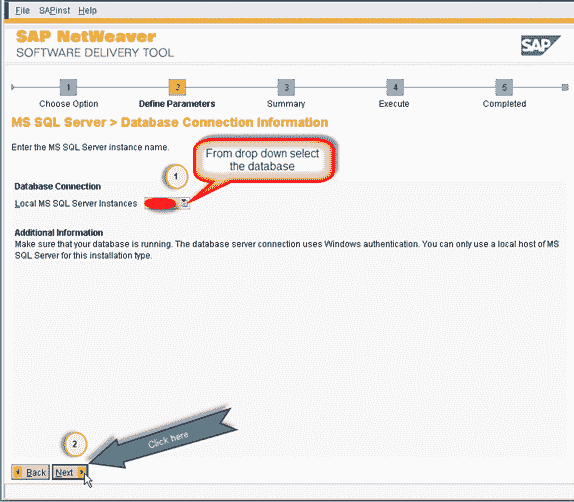 File SAPinst Help
SAP NetWeaver
SOFTWARE DELIVERY TOOL
SAP
1 2 3 4 5
Choose Option Define Parameters Summary Execute Completed
MS SQL Server > Database Connection Information
Enter the MS SQL Server instance name.
From drop down select
the database
1
Database Connection
Local MS SQL Server Instances
Additional Information
Make sure that your database is running. The database server connection uses Windows authentication. You can only use a local host of MS
SQL Server for this installation type.
2
Click here
Back Next